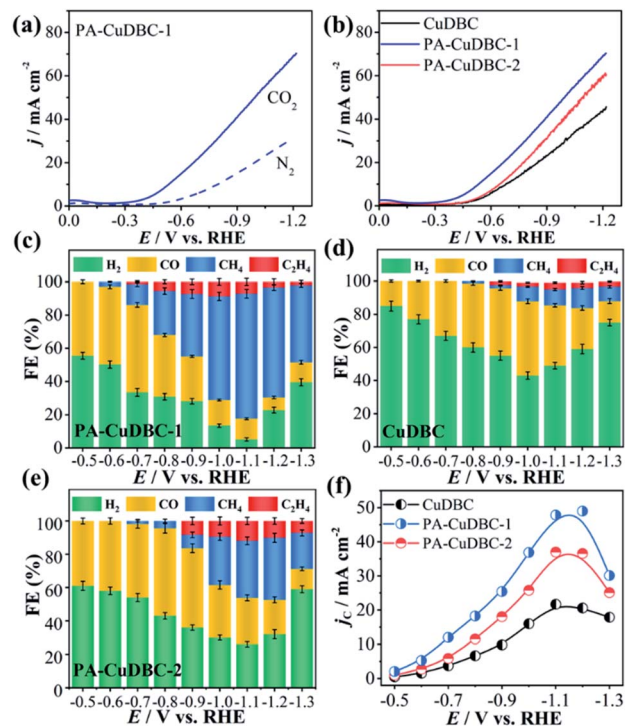 (a)
PA-CuDBC-1
CO₂
N₂
j / mA cm⁻²
80
60
40
20
0
0.0 -0.3 -0.6 -0.9 -1.2
E / V vs. RHE
(b)
CuDBC
PA-CuDBC-1
PA-CuDBC-2
j / mA cm⁻²
80
60
40
20
0
0.0 -0.3 -0.6 -0.9 -1.2
E / V vs. RHE
(c)
H₂ CO CH₄ C₂H₄
FE (%)
100
80
60
40
20
0
PA-CuDBC-1
-0.5 -0.6 -0.7 -0.8 -0.9 -1.0 -1.1 -1.2 -1.3
E / V vs. RHE
(d)
H₂ CO CH₄ C₂H₄
FE (%)
100
80
60
40
20
0
CuDBC
-0.5 -0.6 -0.7 -0.8 -0.9 -1.0 -1.1 -1.2 -1.3
E / V vs. RHE
(e)
H₂ CO CH₄ C₂H₄
FE (%)
100
80
60
40
20
0
PA-CuDBC-2
-0.5 -0.6 -0.7 -0.8 -0.9 -1.0 -1.1 -1.2 -1.3
E / V vs. RHE
(f)
CuDBC
PA-CuDBC-1
PA-CuDBC-2
jC / mA cm⁻²
50
40
30
20
10
0
-0.5 -0.7 -0.9 -1.1 -1.3
E / V vs. RHE